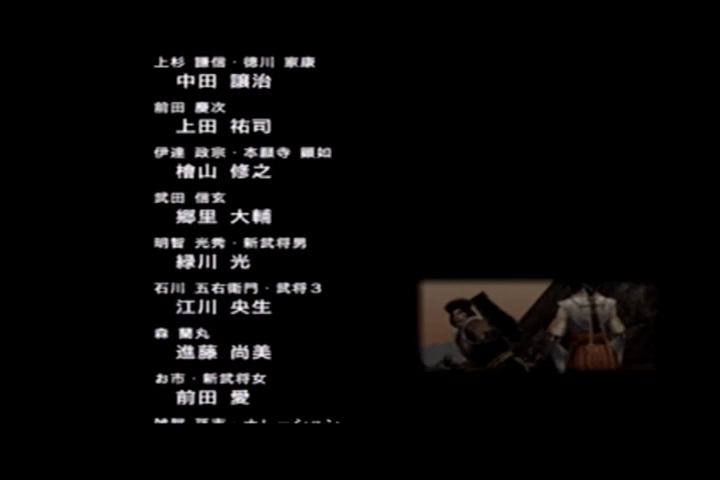 上杉 謙信・徳川 家康
中田 譲治
前田 慶次
上田 祐司
伊達 政宗・本願寺 顕如
檜山 修之
武田 信玄
郷里 大輔
明智 光秀・新武将男
緑川 光
石川 五右衛門・武将3
江川 央生
森 蘭丸
進藤 尚美
お市・新武将女
前田 愛